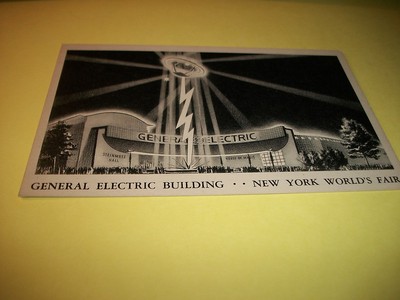 GENERAL ELECTRIC
STEINMETZ HALL
GENERAL ELECTRIC BUILDING · · NEW YORK WORLD'S FAIR